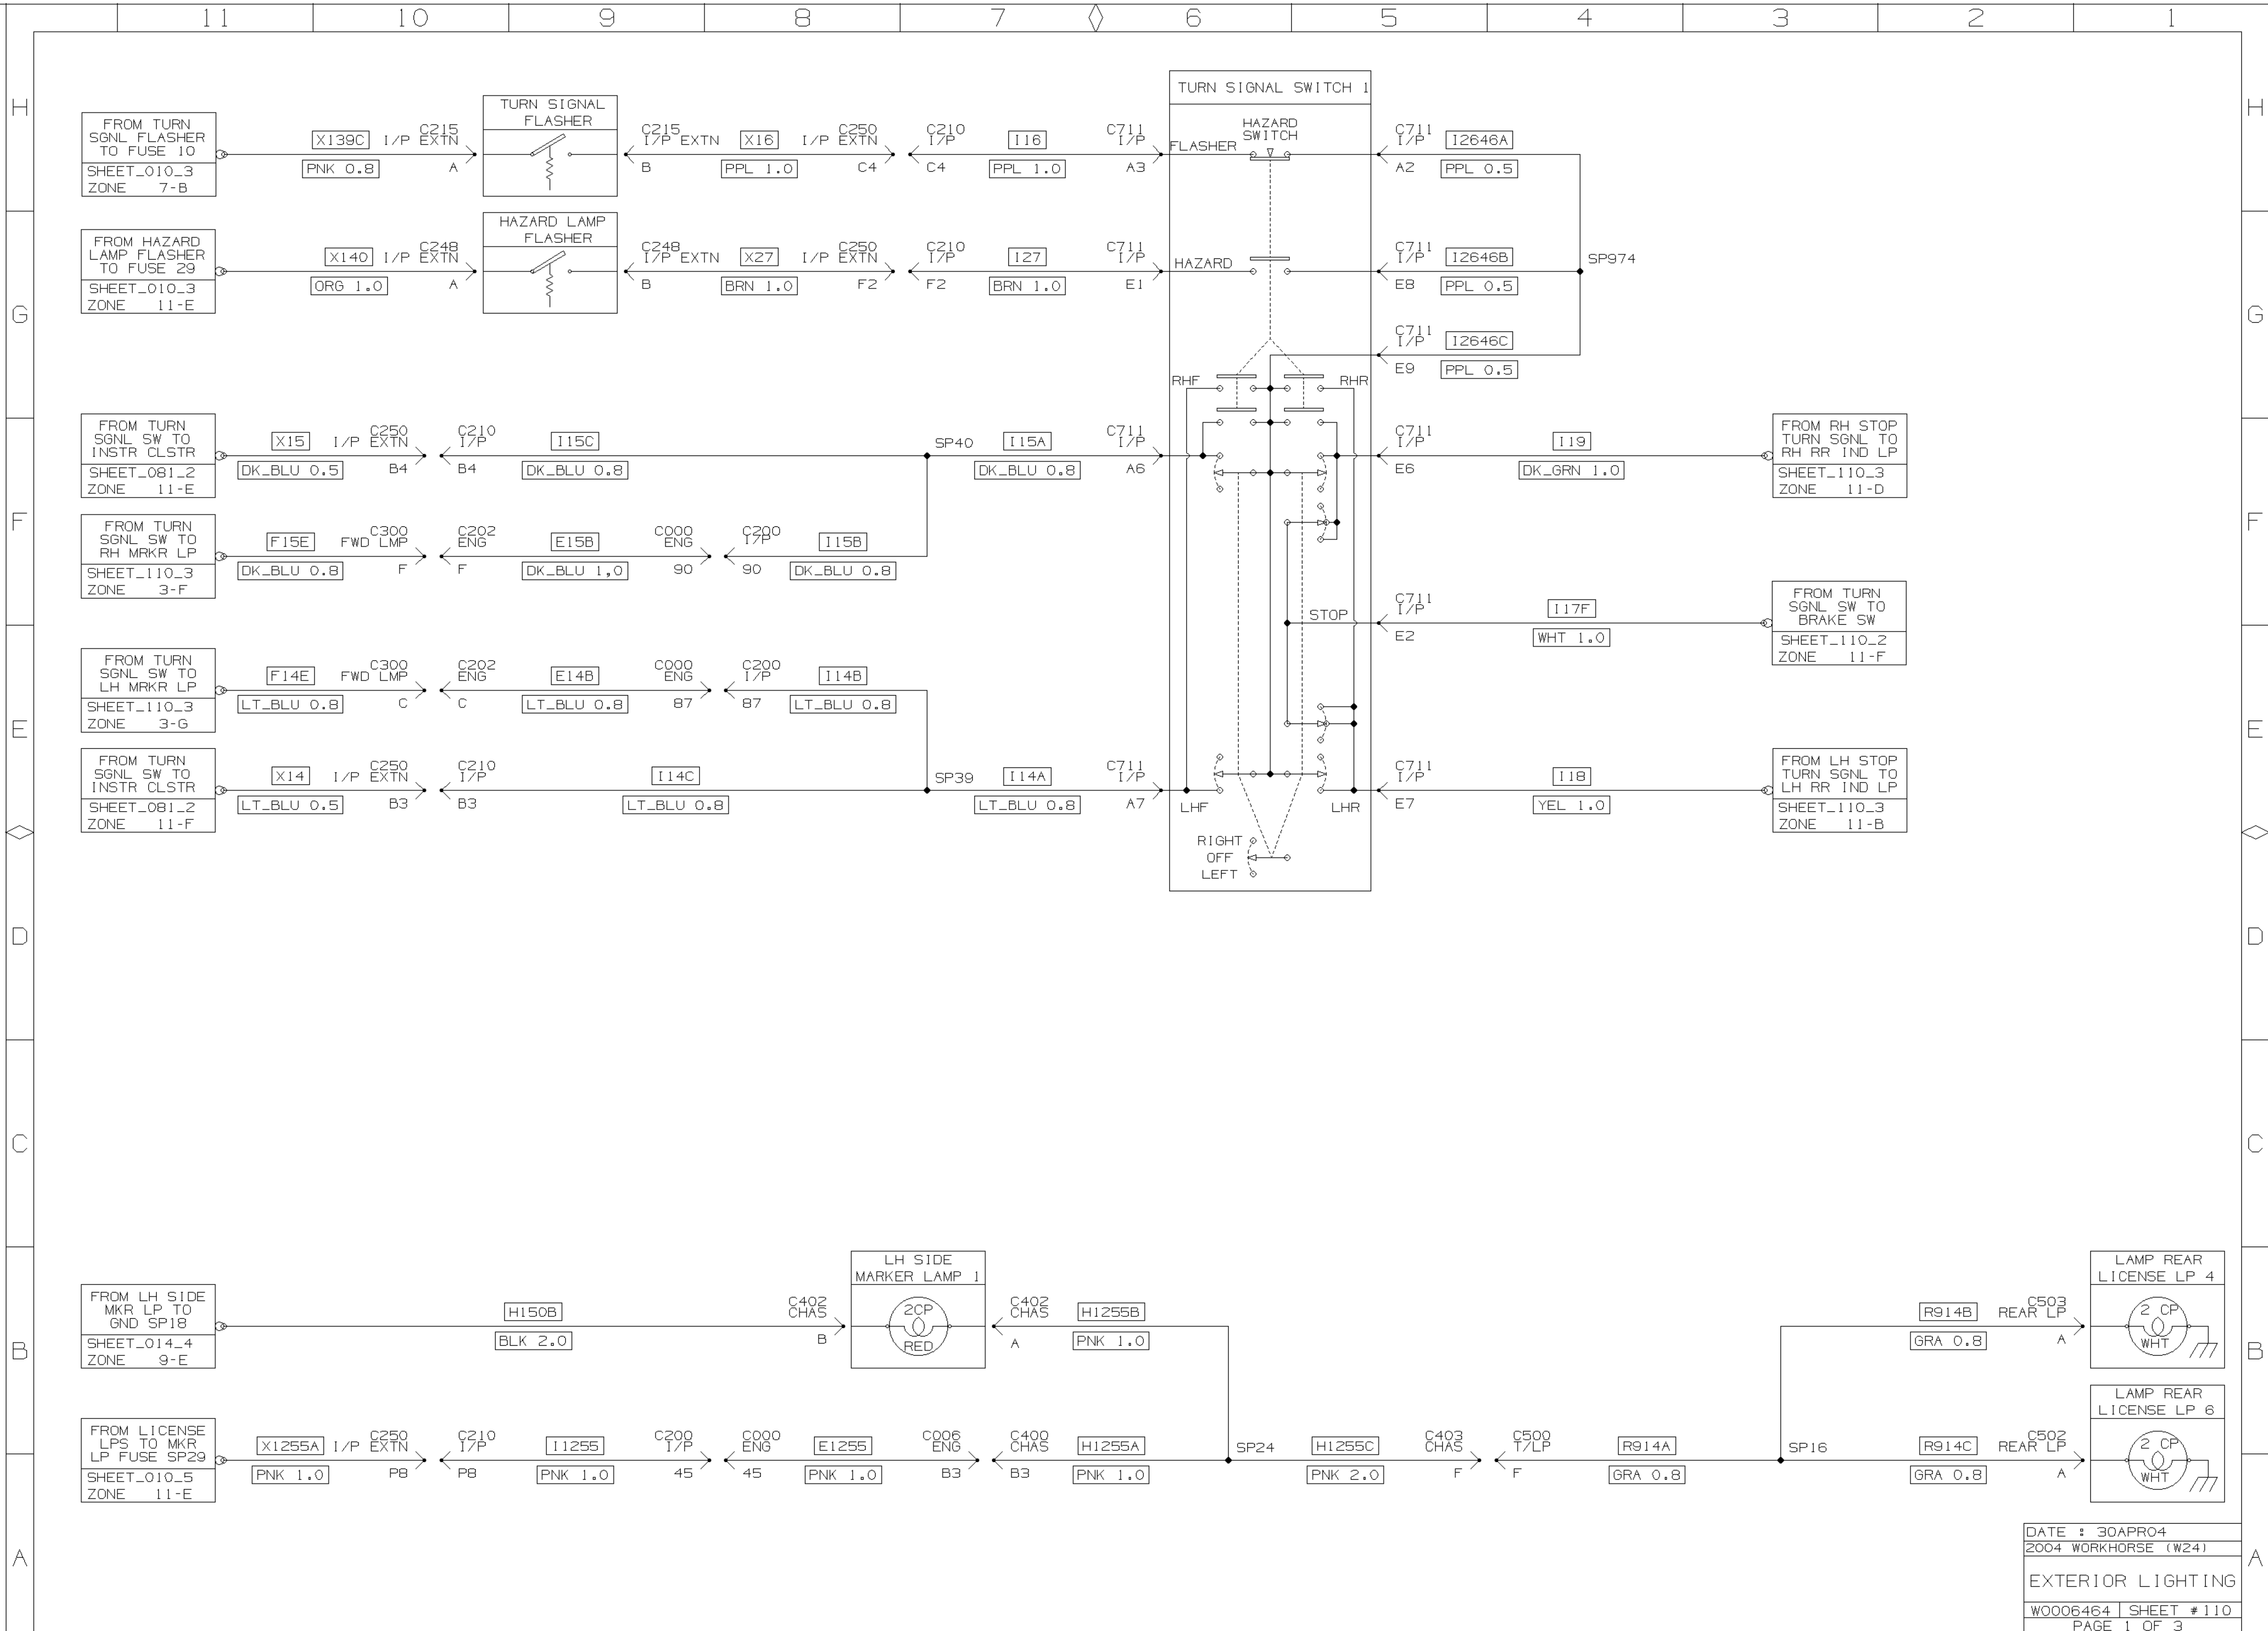 11 10 9 8 7 6 5 4 3 2 1
H
G
F
E
D
C
B
A
H
G
F
E
D
C
B
A
FROM TURN
SGNL FLASHER
TO FUSE 10
SHEET_010_3
ZONE 7-B
X139C
PNK 0.8
C215
I/P EXTN
A
TURN SIGNAL
FLASHER
C215
I/P EXTN
B
X16
PPL 1.0
C250
I/P EXTN
C4
C210
I/P
C4
I16
PPL 1.0
C711
I/P
A3
TURN SIGNAL SWITCH 1
FLASHER
HAZARD
SWITCH
C711
I/P
A2
I2646A
PPL 0.5
FROM HAZARD
LAMP FLASHER
TO FUSE 29
SHEET_010_3
ZONE 11-E
X140
ORG 1.0
C248
I/P EXTN
A
HAZARD LAMP
FLASHER
C248
I/P EXTN
B
X27
BRN 1.0
C250
I/P EXTN
F2
C210
I/P
F2
I27
BRN 1.0
C711
I/P
E1
HAZARD
C711
I/P
E8
I2646B
PPL 0.5
SP974
C711
I/P
E9
I2646C
PPL 0.5
RHF
RHR
FROM TURN
SGNL SW TO
INSTR CLSTR
SHEET_081_2
ZONE 11-E
X15
DK_BLU 0.5
C250
I/P EXTN
B4
C210
I/P
B4
I15C
DK_BLU 0.8
SP40
I15A
DK_BLU 0.8
C711
I/P
A6
C711
I/P
E6
I19
DK_GRN 1.0
FROM RH STOP
TURN SGNL TO
RH RR IND LP
SHEET_110_3
ZONE 11-D
FROM TURN
SGNL SW TO
RH MRKR LP
SHEET_110_3
ZONE 3-F
F15E
DK_BLU 0.8
C300
FWD LMP
F
C202
ENG
F
E15B
DK_BLU 1,0
C000
ENG
90
C200
I/P
90
I15B
DK_BLU 0.8
STOP
C711
I/P
E2
I17F
WHT 1.0
FROM TURN
SGNL SW TO
BRAKE SW
SHEET_110_2
ZONE 11-F
FROM TURN
SGNL SW TO
LH MRKR LP
SHEET_110_3
ZONE 3-G
F14E
LT_BLU 0.8
C300
FWD LMP
C
C202
ENG
C
E14B
LT_BLU 0.8
C000
ENG
87
C200
I/P
87
I14B
LT_BLU 0.8
FROM TURN
SGNL SW TO
INSTR CLSTR
SHEET_081_2
ZONE 11-F
X14
LT_BLU 0.5
C250
I/P EXTN
B3
C210
I/P
B3
I14C
LT_BLU 0.8
SP39
I14A
LT_BLU 0.8
C711
I/P
A7
LHF
LHR
C711
I/P
E7
I18
YEL 1.0
FROM LH STOP
TURN SGNL TO
LH RR IND LP
SHEET_110_3
ZONE 11-B
RIGHT
OFF
LEFT
FROM LH SIDE
MKR LP TO
GND SP18
SHEET_014_4
ZONE 9-E
H150B
BLK 2.0
C402
CHAS
B
LH SIDE
MARKER LAMP 1
2CP
RED
C402
CHAS
A
H1255B
PNK 1.0
R914B
GRA 0.8
C503
REAR LP
A
LAMP REAR
LICENSE LP 4
2 CP
WHT
FROM LICENSE
LPS TO MKR
LP FUSE SP29
SHEET_010_5
ZONE 11-E
X1255A
PNK 1.0
C250
I/P EXTN
P8
C210
I/P
P8
I1255
PNK 1.0
C200
I/P
45
C000
ENG
45
E1255
PNK 1.0
C006
ENG
B3
C400
CHAS
B3
H1255A
PNK 1.0
SP24
H1255C
PNK 2.0
C403
CHAS
F
C500
T/LP
F
R914A
GRA 0.8
SP16
R914C
GRA 0.8
C502
REAR LP
A
LAMP REAR
LICENSE LP 6
2 CP
WHT
DATE : 30APR04
2004 WORKHORSE (W24)
EXTERIOR LIGHTING
W0006464 SHEET #110
PAGE 1 OF 3